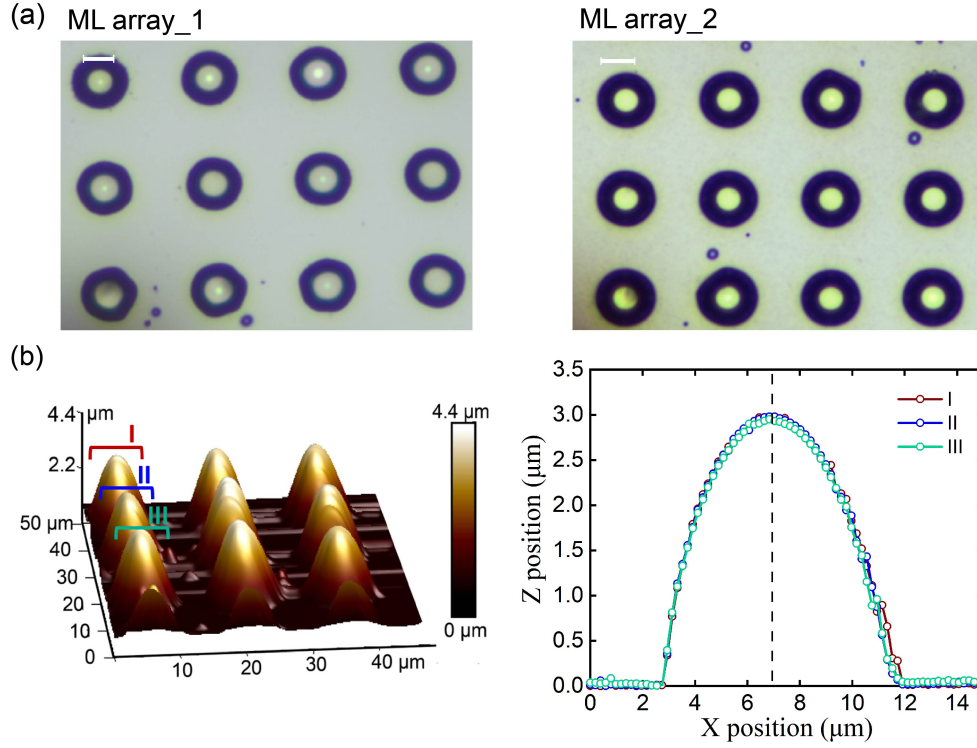 (a)
ML array_1
ML array_2
(b)
4.4 μm
I
2.2
II
III
50 μm
40
30
20
10
0
10
20
30
40 μm
4.4 μm
0 μm
3.5
3.0
2.5
2.0
1.5
1.0
0.5
0.0
Z position (μm)
I
II
III
0
2
4
6
8
10
12
14
X position (μm)